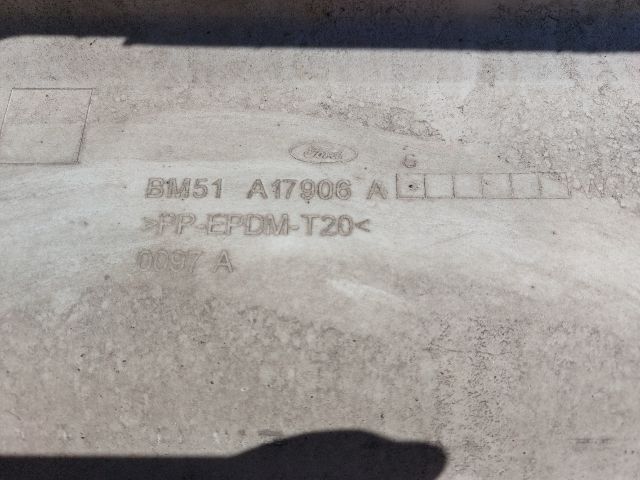 Ford
BM51 A17906 A
>PP-EPDM-T20<
0097 A